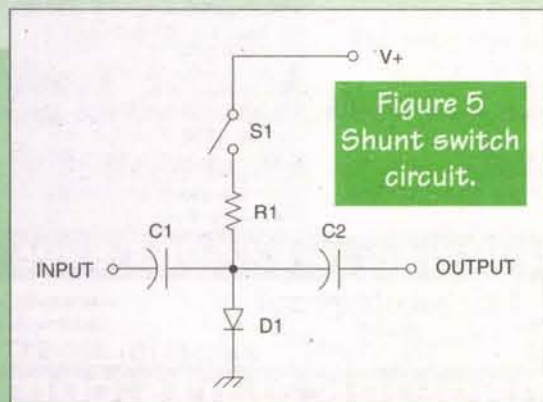 V+
Figure 5
Shunt switch
circuit.
S1
R1
C1
C2
INPUT
OUTPUT
D1